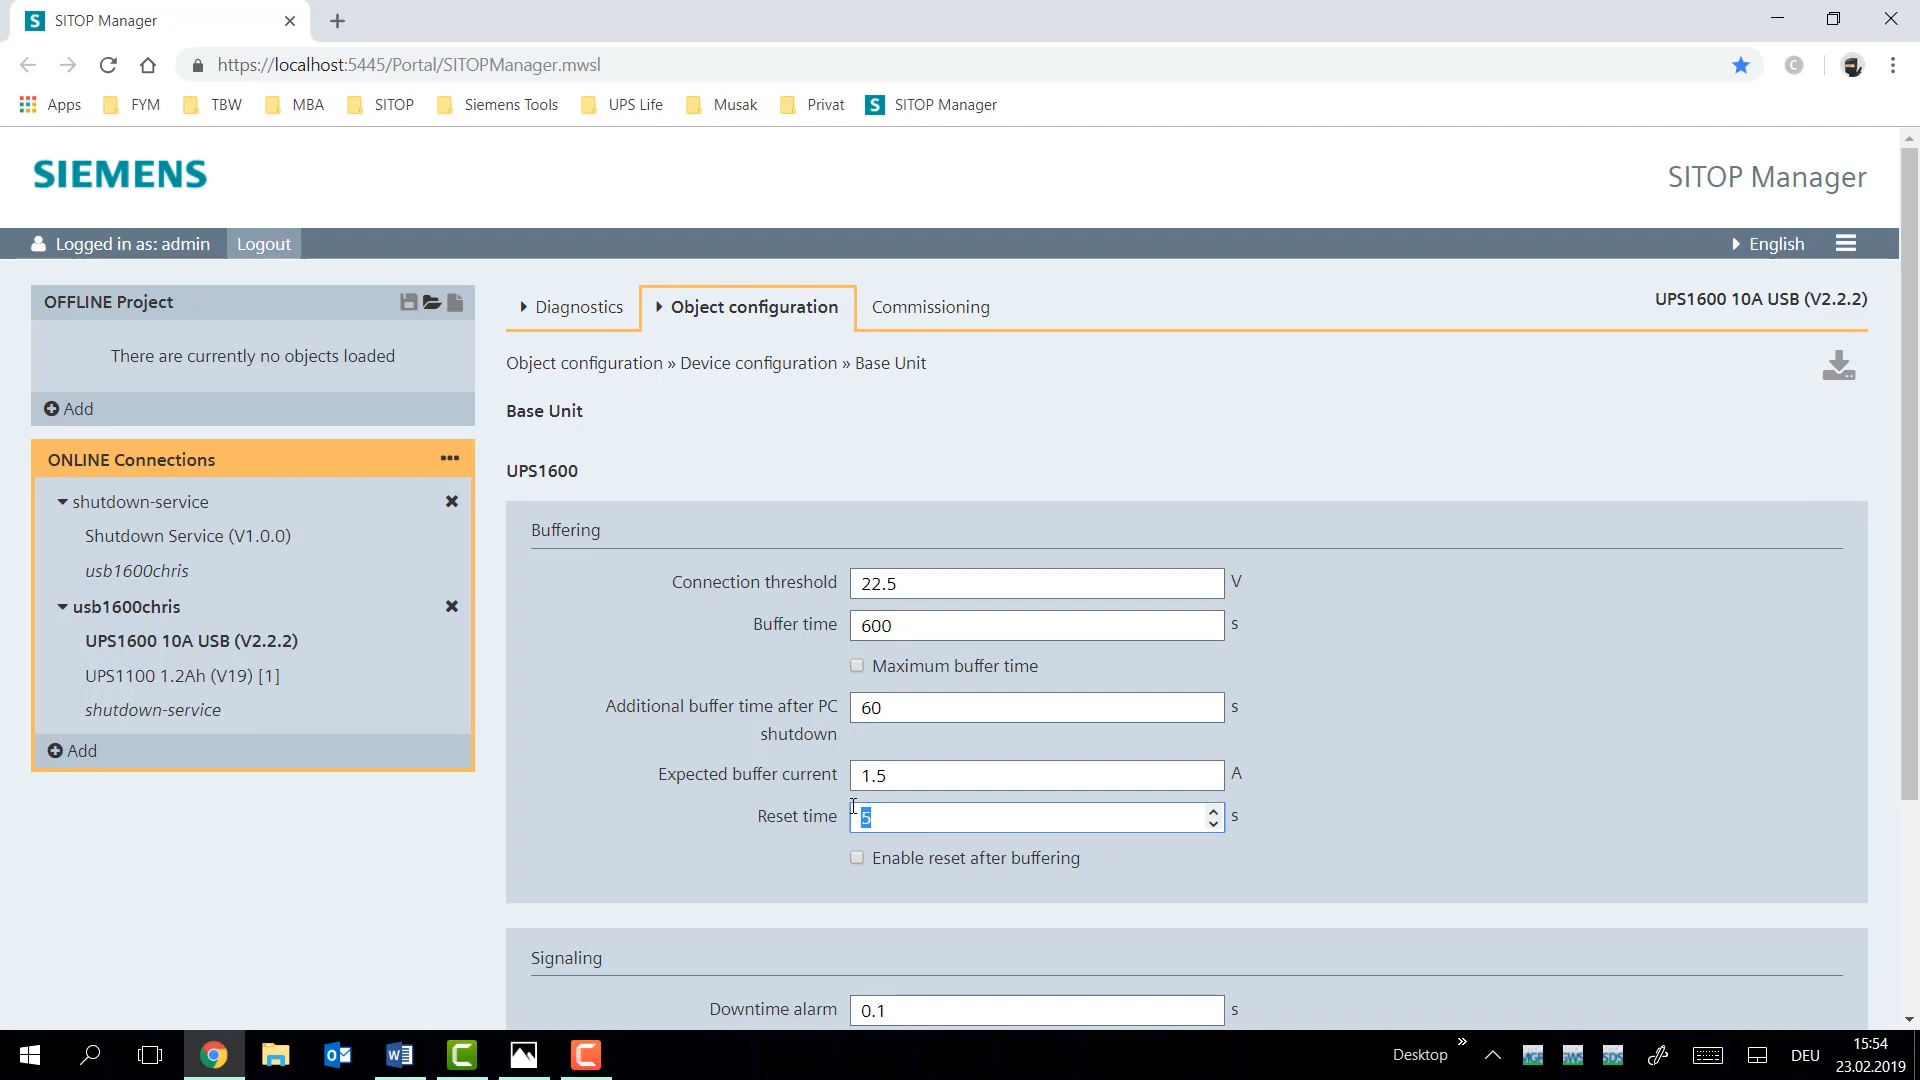 S SITOP Manager
https://localhost:5445/Portal/SITOPManager.mwsl
Apps FYM TBW MBA SITOP Siemens Tools UPS Life Musak Privat S SITOP Manager
SIEMENS
SITOP Manager
Logged in as: admin Logout English
OFFLINE Project
There are currently no objects loaded
Add
ONLINE Connections
shutdown-service
Shutdown Service (V1.0.0)
usb1600chris
usb1600chris
UPS1600 10A USB (V2.2.2)
UPS1100 1.2Ah (V19) [1]
shutdown-service
Add
Diagnostics Object configuration Commissioning
UPS1600 10A USB (V2.2.2)
Object configuration » Device configuration » Base Unit
Base Unit
UPS1600
Buffering
Connection threshold 22.5 V
Buffer time 600 s
Maximum buffer time
Additional buffer time after PC
shutdown
60 s
Expected buffer current 1.5 A
Reset time 5 s
Enable reset after buffering
Signaling
Downtime alarm 0.1 s
Desktop » DEU
15:54
23.02.2019